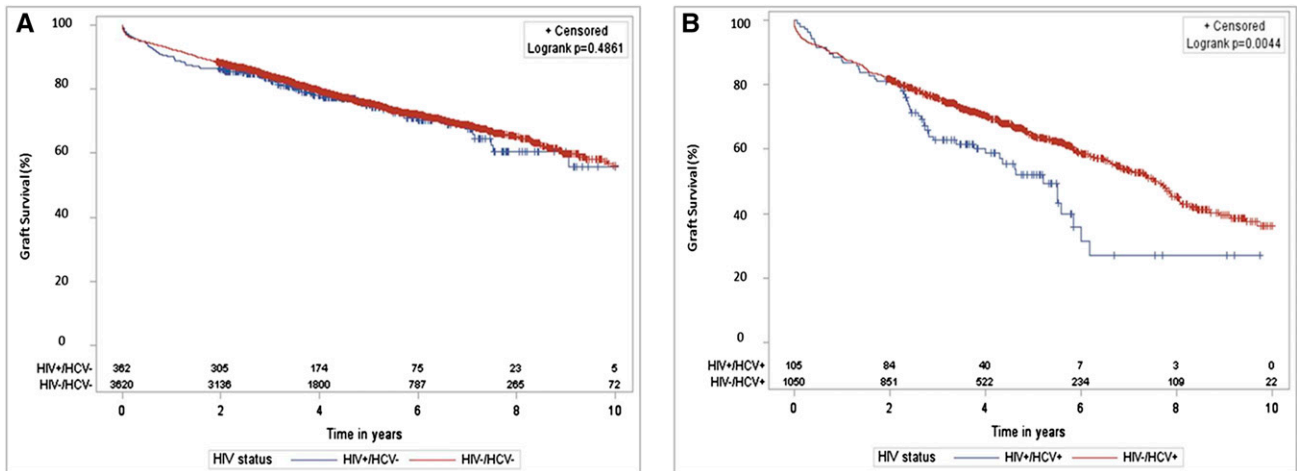 A
+ Censored
Logrank p=0.4861
100
80
60
40
20
0
Graft Survival (%)
HIV+/HCV- 362 305 174 75 23 5
HIV-/HCV- 3620 3136 1800 787 265 72
0 2 4 6 8 10
Time in years
HIV status HIV+/HCV- HIV-/HCV-
B
+ Censored
Logrank p=0.0044
100
80
60
40
20
0
Graft Survival (%)
HIV+/HCV+ 105 84 40 7 3 0
HIV-/HCV+ 1050 851 522 234 109 22
0 2 4 6 8 10
Time in years
HIV status HIV+/HCV+ HIV-/HCV+